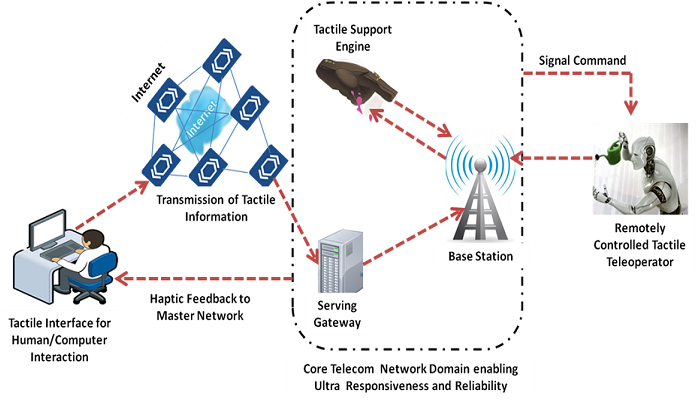 Tactile Support
Engine
Signal Command
Internet
Internet
Transmission of Tactile
Information
Remotely
Controlled Tactile
Teleoperator
Base Station
Haptic Feedback to
Master Network
Serving
Gateway
Tactile Interface for
Human/Computer
Interaction
Core Telecom Network Domain enabling
Ultra Responsiveness and Reliability